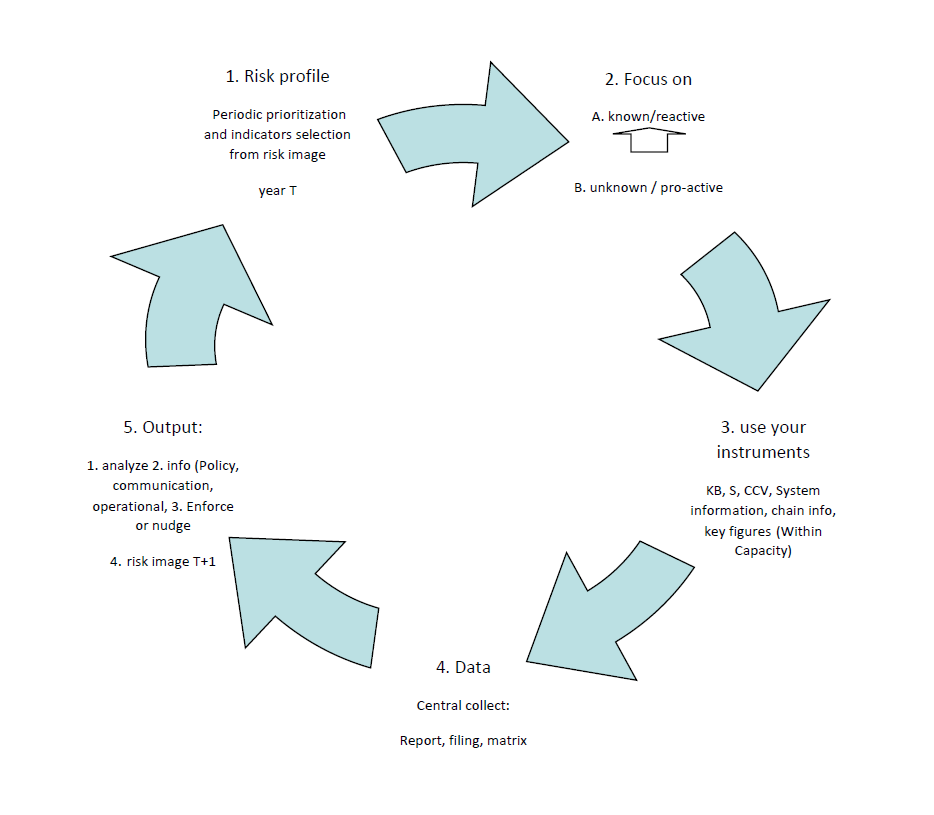 1. Risk profile
Periodic prioritization
and indicators selection
from risk image
year T
2. Focus on
A. known/reactive
B. unknown / pro-active
3. use your
instruments
KB, S, CCV, System
information, chain info,
key figures (Within
Capacity)
4. Data
Central collect:
Report, filing, matrix
5. Output:
1. analyze 2. info (Policy,
communication,
operational, 3. Enforce
or nudge
4. risk image T+1